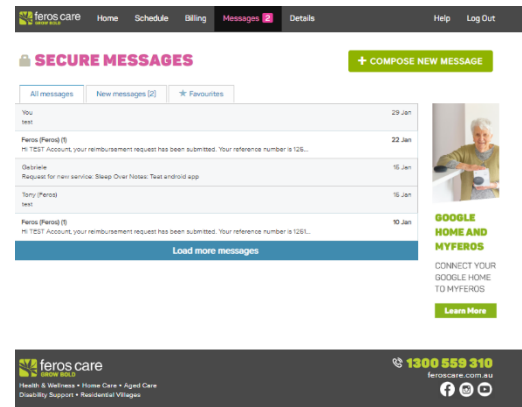 feros care
GROW BOLD
Home Schedule Billing Messages 2 Details Help Log Out
SECURE MESSAGES
+ COMPOSE NEW MESSAGE
All messages New messages (2) ★ Favourites
You 29 Jan
test
Feros (Feros) (1) 22 Jan
Hi TEST Account, your reimbursement request has been submitted. Your reference number is 126...
Gabriele 15 Jan
Request for new service: Sleep Over Notes: Test android app
Tony (Feros) 15 Jan
test
Feros (Feros) (1) 10 Jan
Hi TEST Account, your reimbursement request has been submitted. Your reference number is 1251...
Load more messages
GOOGLE
HOME AND
MYFEROS
CONNECT YOUR
GOOGLE HOME
TO MYFEROS
Learn More
feros care
GROW BOLD
Health & Wellness • Home Care • Aged Care
Disability Support • Residential Villages
1300 559 310
feroscare.com.au